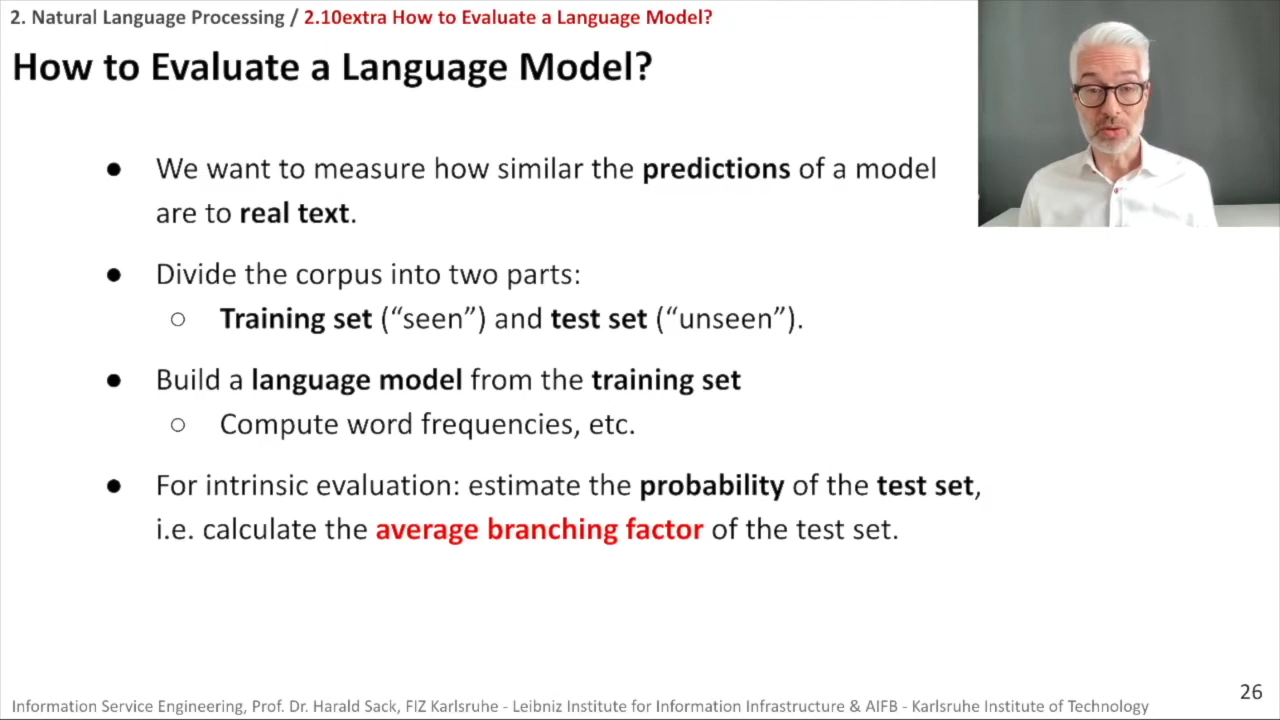 2. Natural Language Processing / 2.10extra How to Evaluate a Language Model?
How to Evaluate a Language Model?
● We want to measure how similar the predictions of a model
are to real text.
● Divide the corpus into two parts:
○ Training set (“seen”) and test set (“unseen”).
● Build a language model from the training set
○ Compute word frequencies, etc.
● For intrinsic evaluation: estimate the probability of the test set,
i.e. calculate the average branching factor of the test set.
26
Information Service Engineering, Prof. Dr. Harald Sack, FIZ Karlsruhe - Leibniz Institute for Information Infrastructure & AIFB - Karlsruhe Institute of Technology